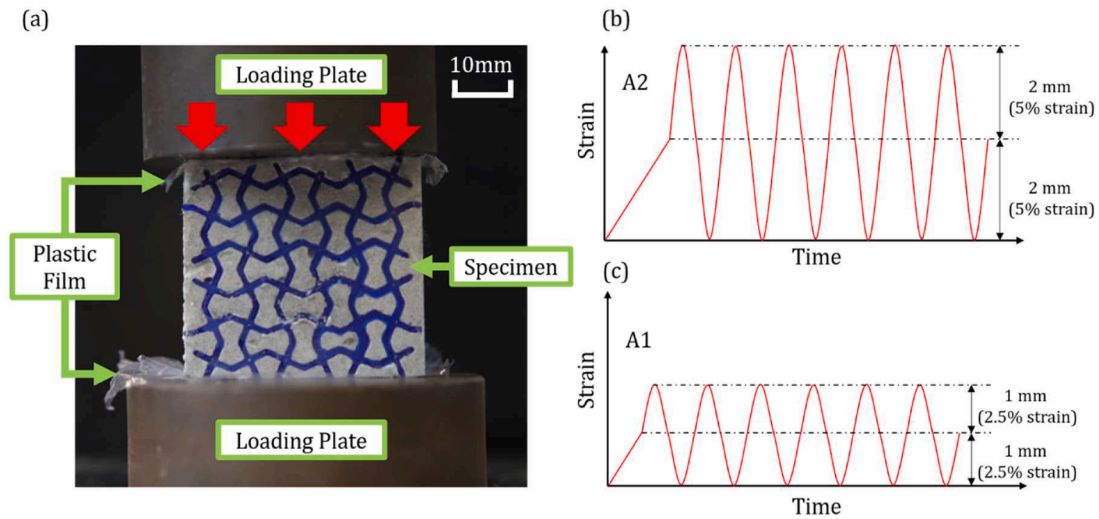 (a)
Loading Plate
10mm
Plastic
Film
Specimen
Loading Plate
(b)
A2
Strain
2 mm
(5% strain)
2 mm
(5% strain)
Time
(c)
A1
Strain
1 mm
(2.5% strain)
1 mm
(2.5% strain)
Time